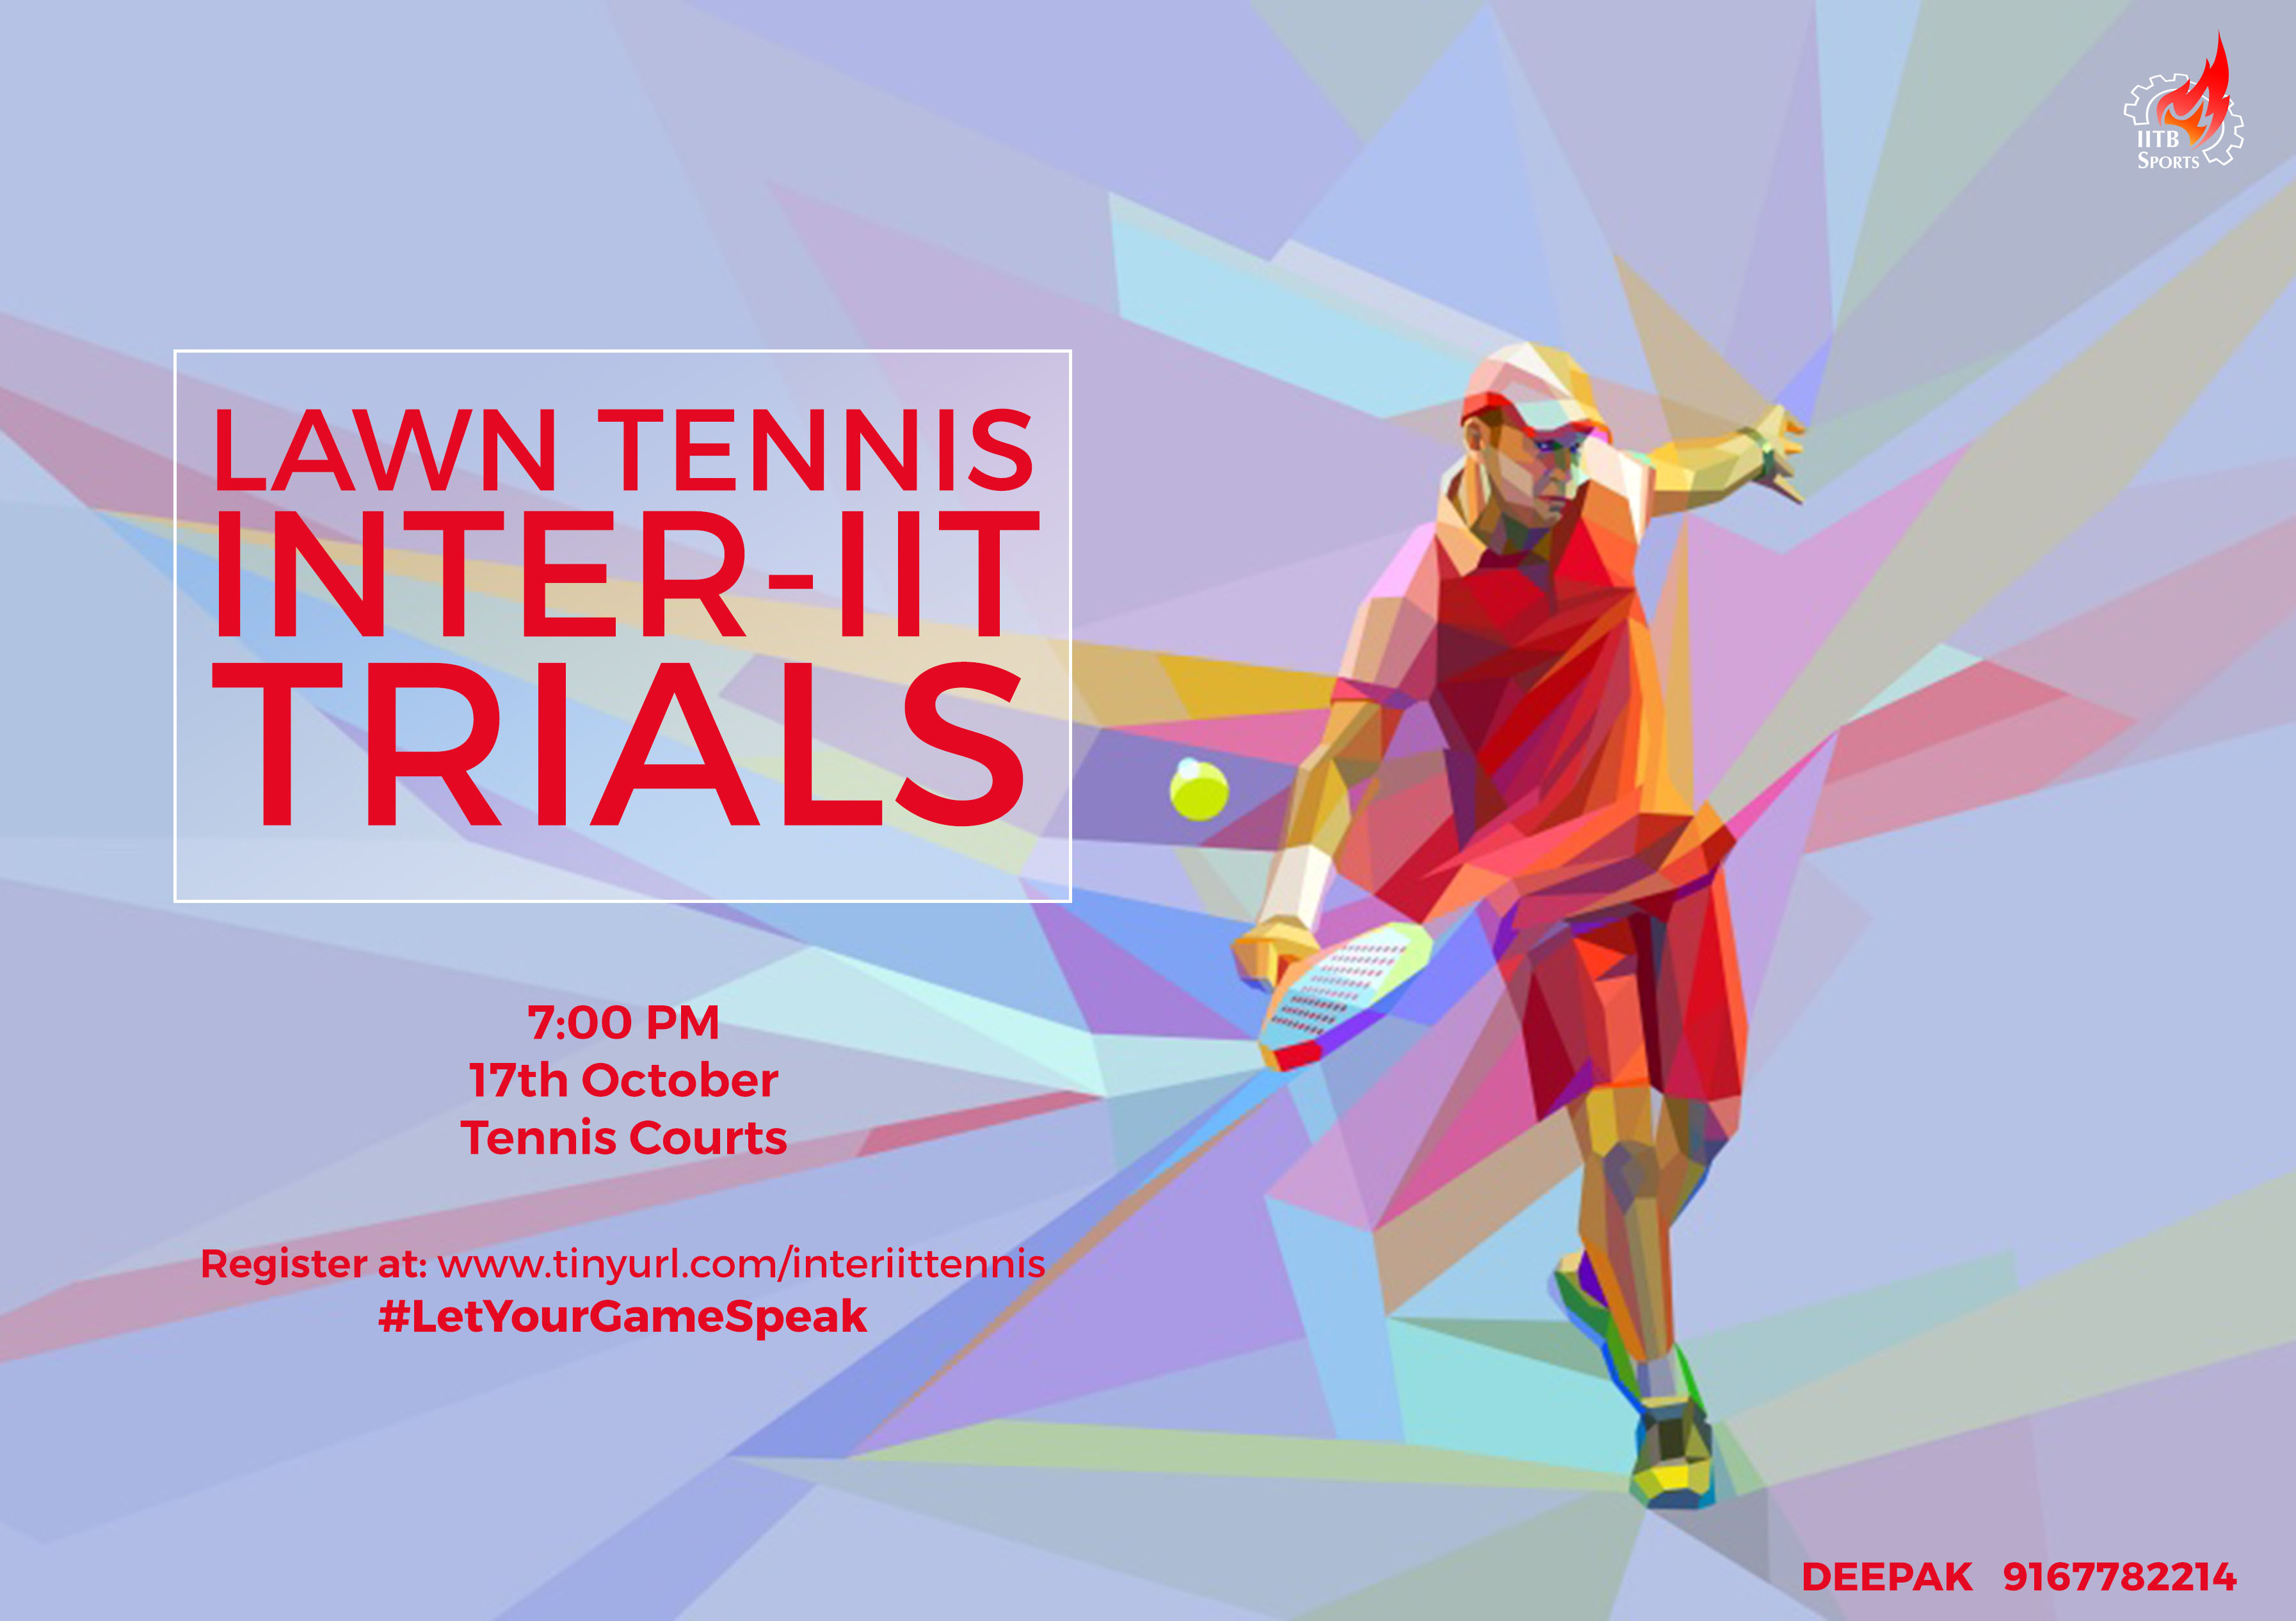 IITB
SPORTS
LAWN TENNIS
INTER-IIT
TRIALS
7:00 PM
17th October
Tennis Courts
Register at: www.tinyurl.com/interiittennis
#LetYourGameSpeak
DEEPAK 9167782214